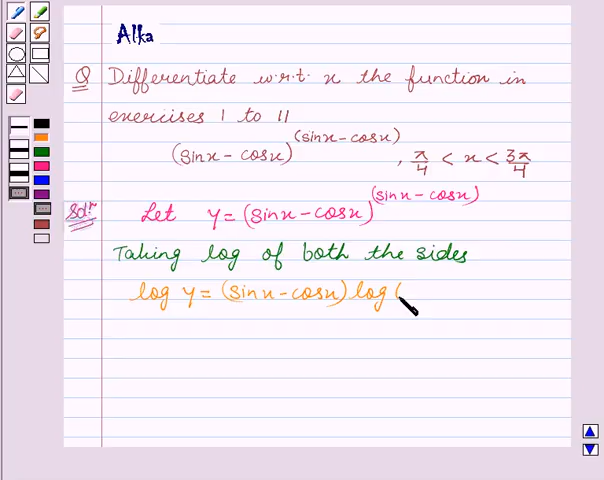 Alka
Q Differentiate w.r.t. x the function in
exercises 1 to 11
(sinx - cosx)^(sinx - cosx), π/4 < x < 3π/4
Sol^n Let y = (sinx - cosx)^(sinx - cosx)
Taking log of both the sides
log y = (sinx - cosx) log (